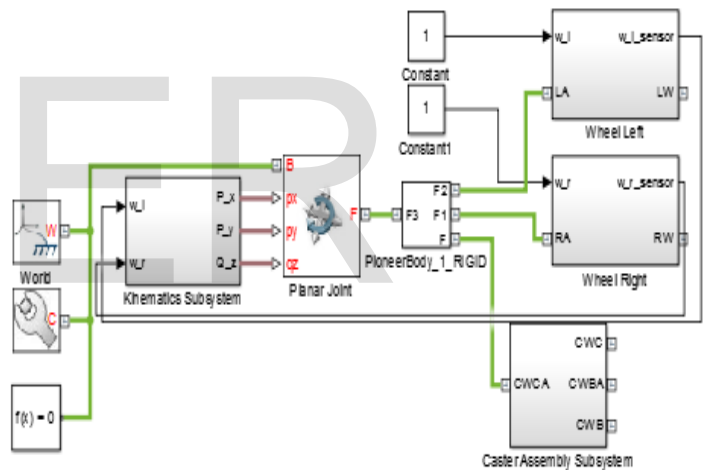 ER
1
Constant
1
Constant1
w_l
w_l_sensor
LA
LW
Wheel Left
w_r
w_r_sensor
RA
RW
Wheel Right
W
World
C
f(x) = 0
w_l
w_r
P_x
P_y
Q_z
Kinematics Subsystem
B
px
py
qz
F
Planar Joint
F3
F2
F1
F
PioneerBody_1_RIGID
CWCA
CWC
CWBA
CWB
Caster Assembly Subsystem